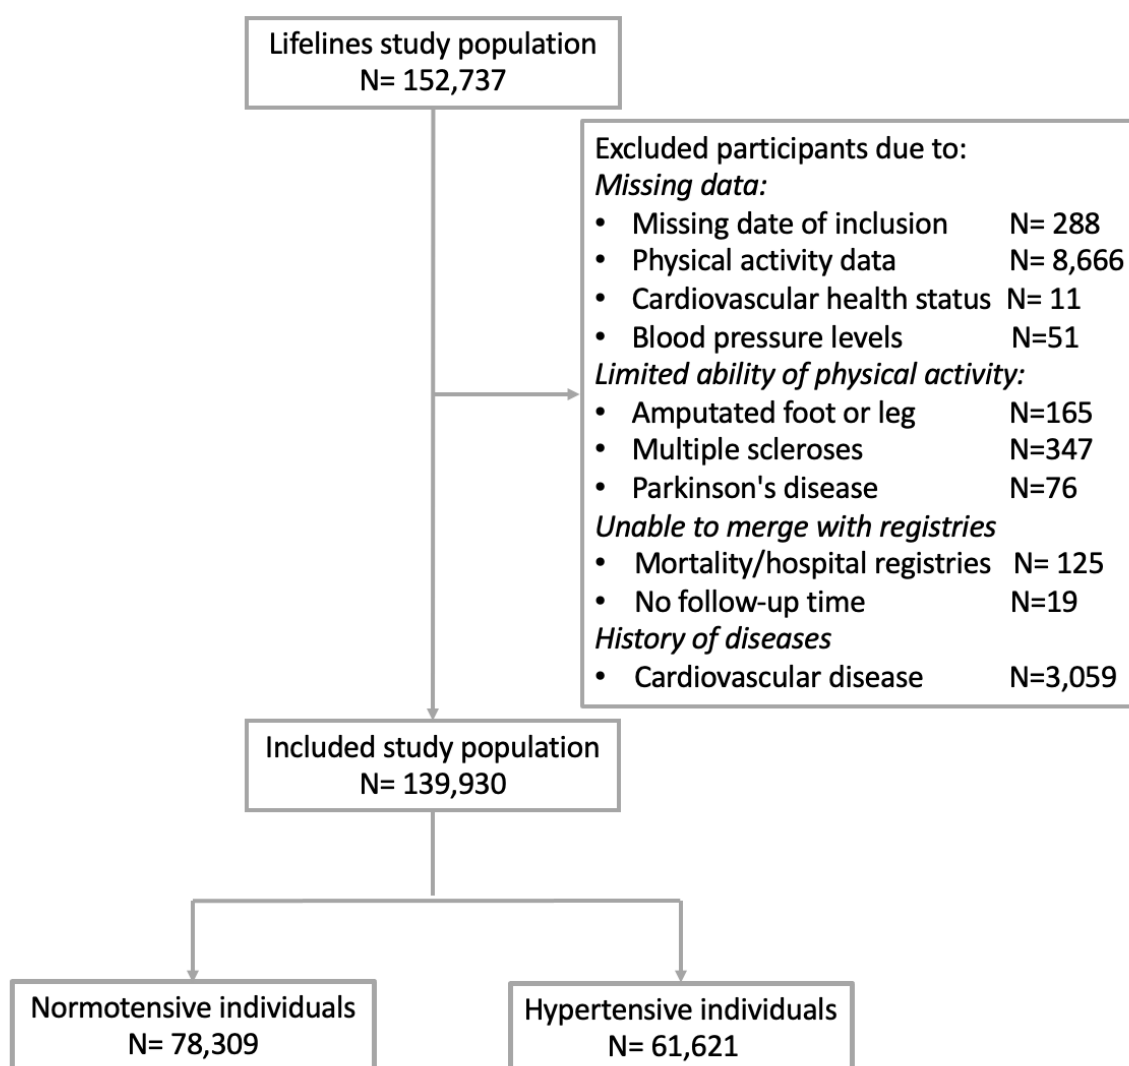 Lifelines study population
N= 152,737
Excluded participants due to:
Missing data:
• Missing date of inclusion N= 288
• Physical activity data N= 8,666
• Cardiovascular health status N= 11
• Blood pressure levels N=51
Limited ability of physical activity:
• Amputated foot or leg N=165
• Multiple scleroses N=347
• Parkinson's disease N=76
Unable to merge with registries
• Mortality/hospital registries N= 125
• No follow-up time N=19
History of diseases
• Cardiovascular disease N=3,059
Included study population
N= 139,930
Normotensive individuals
N= 78,309
Hypertensive individuals
N= 61,621